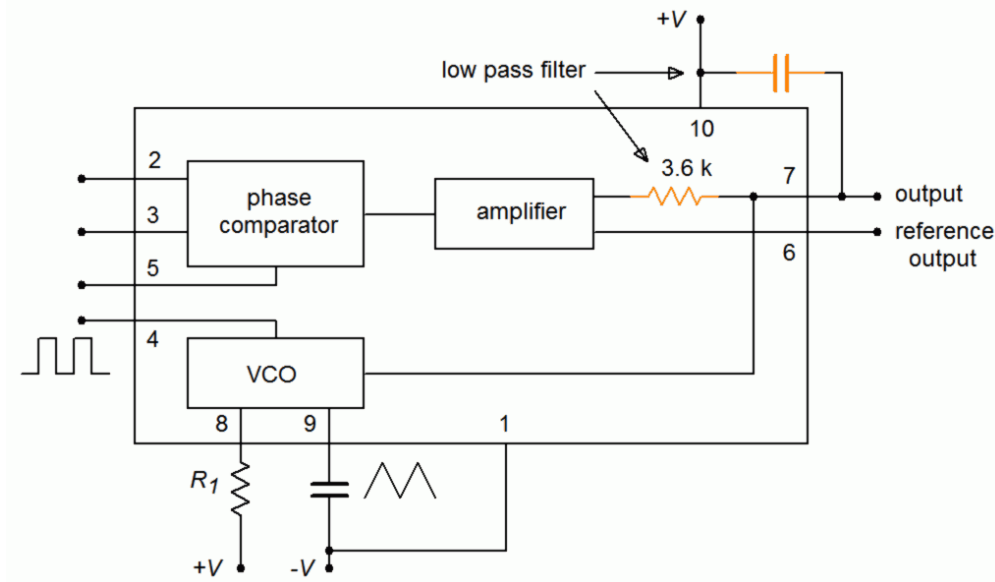 +V
low pass filter
10
2
3.6 k
7
phase
comparator
amplifier
output
3
reference
output
6
5
4
VCO
8
9
1
R1
+V
-V